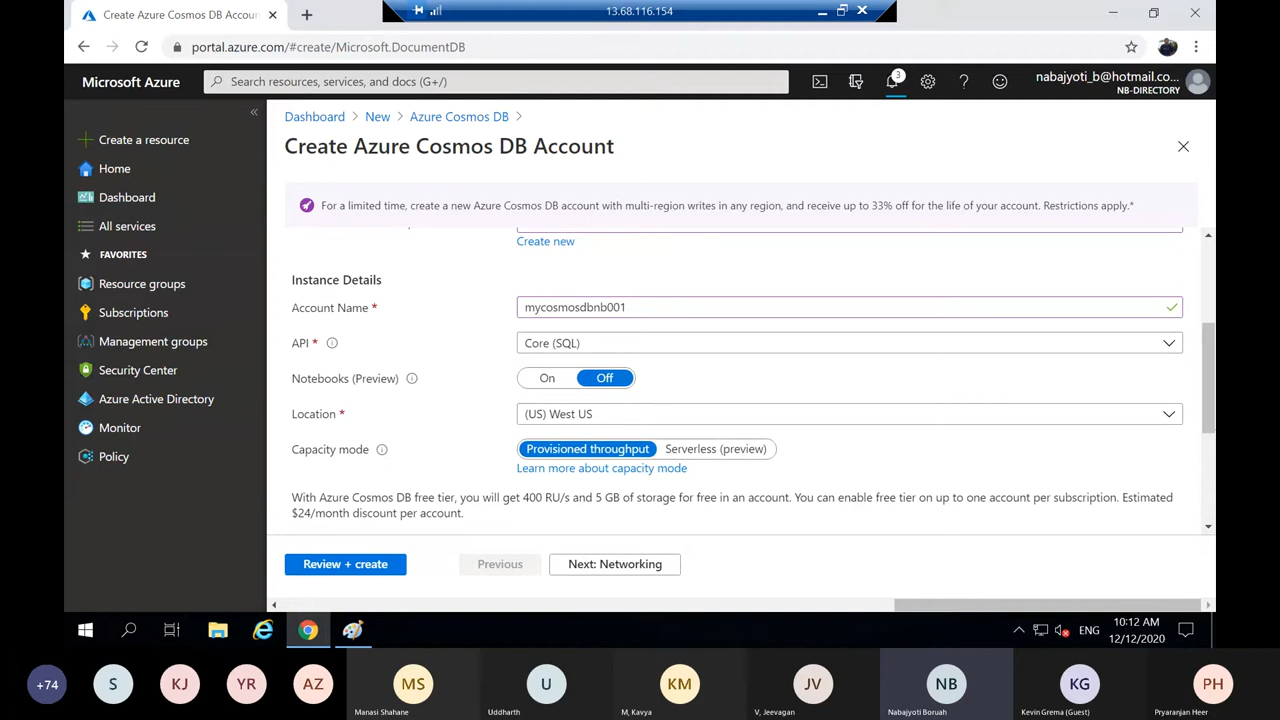 Create Azure Cosmos DB Accoun
13.68.116.154
portal.azure.com/#create/Microsoft.DocumentDB
Microsoft Azure
Search resources, services, and docs (G+/)
3
nabajyoti_b@hotmail.co...
NB-DIRECTORY
Create a resource
Home
Dashboard
All services
FAVORITES
Resource groups
Subscriptions
Management groups
Security Center
Azure Active Directory
Monitor
Policy
Dashboard > New > Azure Cosmos DB >
Create Azure Cosmos DB Account
For a limited time, create a new Azure Cosmos DB account with multi-region writes in any region, and receive up to 33% off for the life of your account. Restrictions apply.*
Create new
Instance Details
Account Name * mycosmosdbnb001
API * Core (SQL)
Notebooks (Preview) On Off
Location * (US) West US
Capacity mode Provisioned throughput Serverless (preview)
Learn more about capacity mode
With Azure Cosmos DB free tier, you will get 400 RU/s and 5 GB of storage for free in an account. You can enable free tier on up to one account per subscription. Estimated
$24/month discount per account.
Review + create Previous Next: Networking
ENG
10:12 AM
12/12/2020
+74 S KJ YR AZ MS U KM JV NB KG PH
Manasi Shahane Uddharth M, Kavya V, Jeevagan Nabajyoti Boruah Kevin Grema (Guest) Pryaranjan Heer